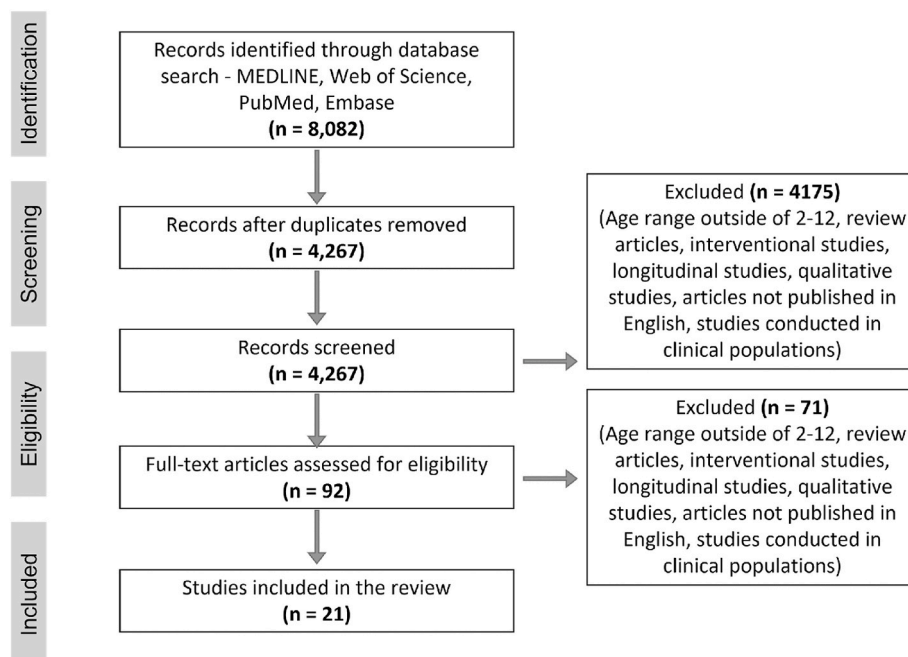 Identification
Records identified through database
search - MEDLINE, Web of Science,
PubMed, Embase
(n = 8,082)
Screening
Records after duplicates removed
(n = 4,267)
Excluded (n = 4175)
(Age range outside of 2-12, review
articles, interventional studies,
longitudinal studies, qualitative
studies, articles not published in
English, studies conducted in
clinical populations)
Records screened
(n = 4,267)
Eligibility
Full-text articles assessed for eligibility
(n = 92)
Excluded (n = 71)
(Age range outside of 2-12, review
articles, interventional studies,
longitudinal studies, qualitative
studies, articles not published in
English, studies conducted in
clinical populations)
Included
Studies included in the review
(n = 21)